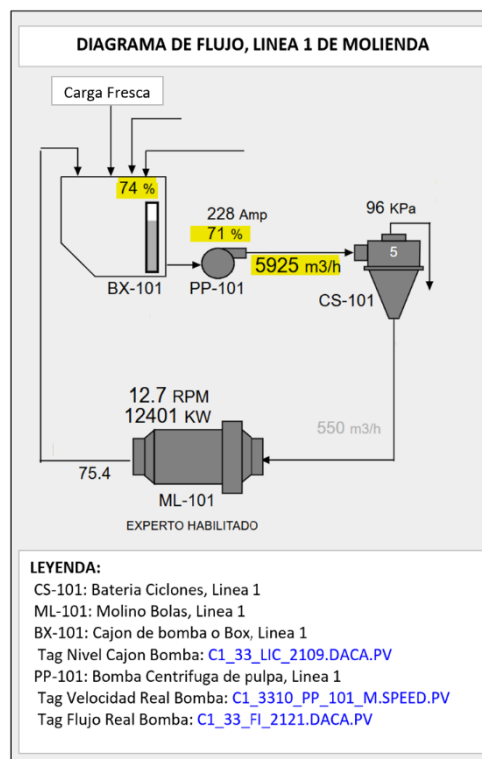 DIAGRAMA DE FLUJO, LINEA 1 DE MOLIENDA
Carga Fresca
74 %
228 Amp
71 %
96 KPa
5
5925 m3/h
BX-101
PP-101
CS-101
12.7 RPM
12401 KW
550 m3/h
75.4
ML-101
EXPERTO HABILITADO
LEYENDA:
CS-101: Bateria Ciclones, Linea 1
ML-101: Molino Bolas, Linea 1
BX-101: Cajon de bomba o Box, Linea 1
Tag Nivel Cajon Bomba: C1_33_LIC_2109.DACA.PV
PP-101: Bomba Centrifuga de pulpa, Linea 1
Tag Velocidad Real Bomba: C1_3310_PP_101_M.SPEED.PV
Tag Flujo Real Bomba: C1_33_FI_2121.DACA.PV